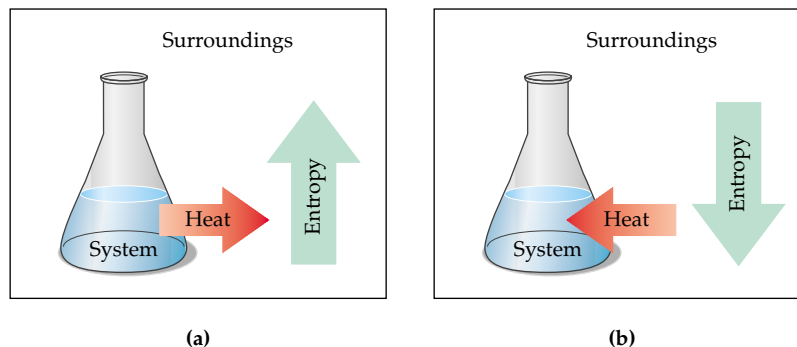 Surroundings
Heat
System
Entropy
(a)
Surroundings
Heat
System
Entropy
(b)